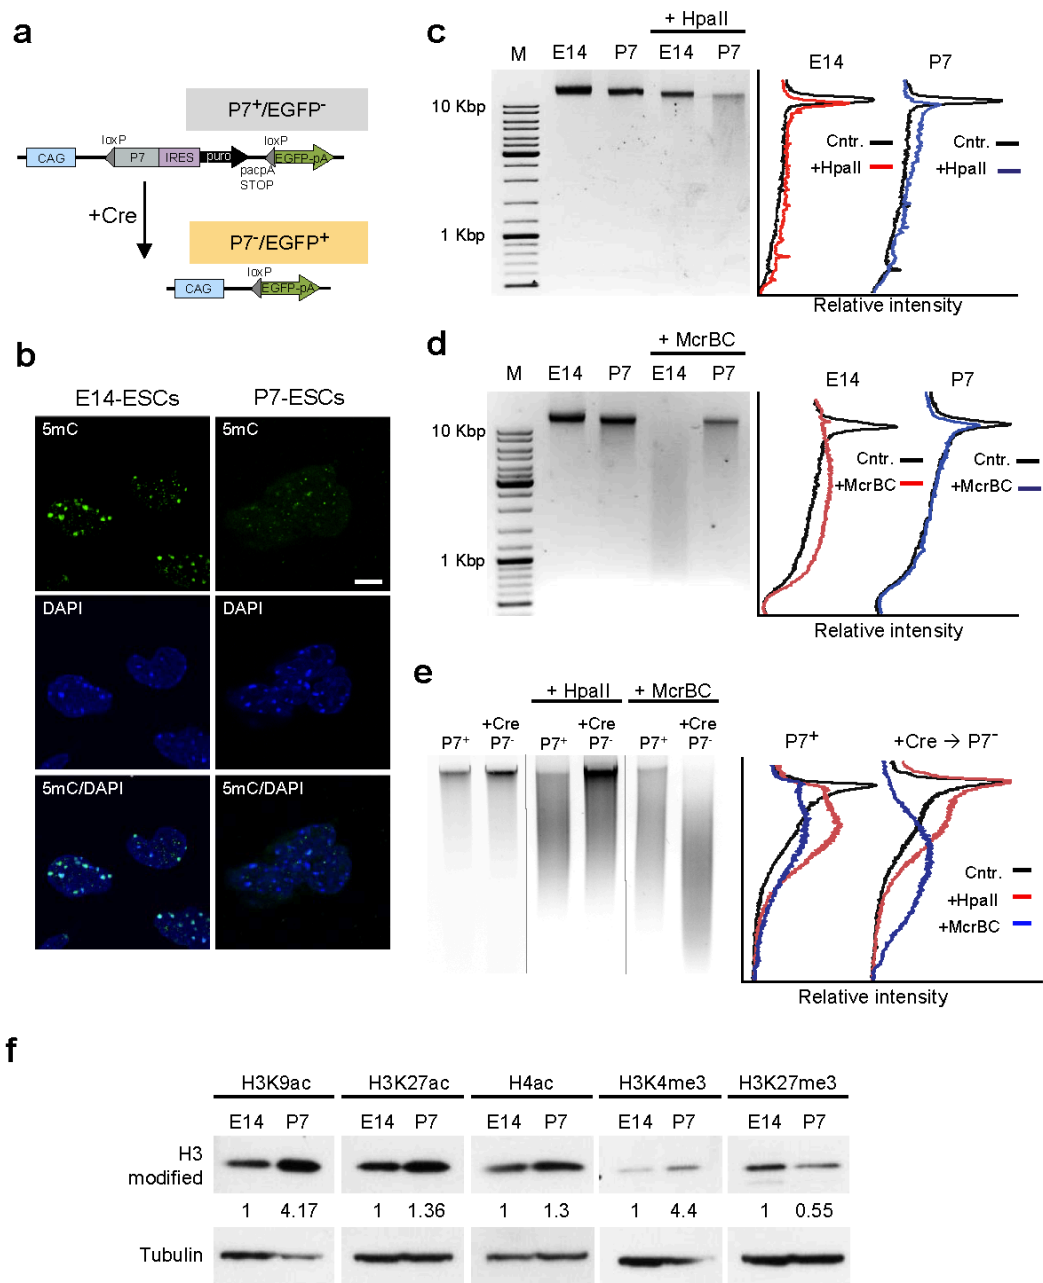 a
P7+/EGFP-
loxP
loxP
CAG
P7
IRES
puro
EGFP-pA
pacpA
STOP
+Cre
P7-/EGFP+
loxP
CAG
EGFP-pA
b
E14-ESCs
P7-ESCs
5mC
5mC
DAPI
DAPI
5mC/DAPI
5mC/DAPI
c
+ HpaII
M
E14
P7
E14
P7
10 Kbp
1 Kbp
E14
P7
Cntr.
Cntr.
+HpaII
+HpaII
Relative intensity
d
+ McrBC
M
E14
P7
E14
P7
10 Kbp
1 Kbp
E14
P7
Cntr.
Cntr.
+McrBC
+McrBC
Relative intensity
e
+ HpaII
+ McrBC
+Cre
+Cre
+Cre
P7+
P7-
P7+
P7-
P7+
P7-
P7+
+Cre → P7-
Cntr.
+HpaII
+McrBC
Relative intensity
f
H3K9ac
H3K27ac
H4ac
H3K4me3
H3K27me3
E14 P7
E14 P7
E14 P7
E14 P7
E14 P7
H3
modified
1 4.17
1 1.36
1 1.3
1 4.4
1 0.55
Tubulin